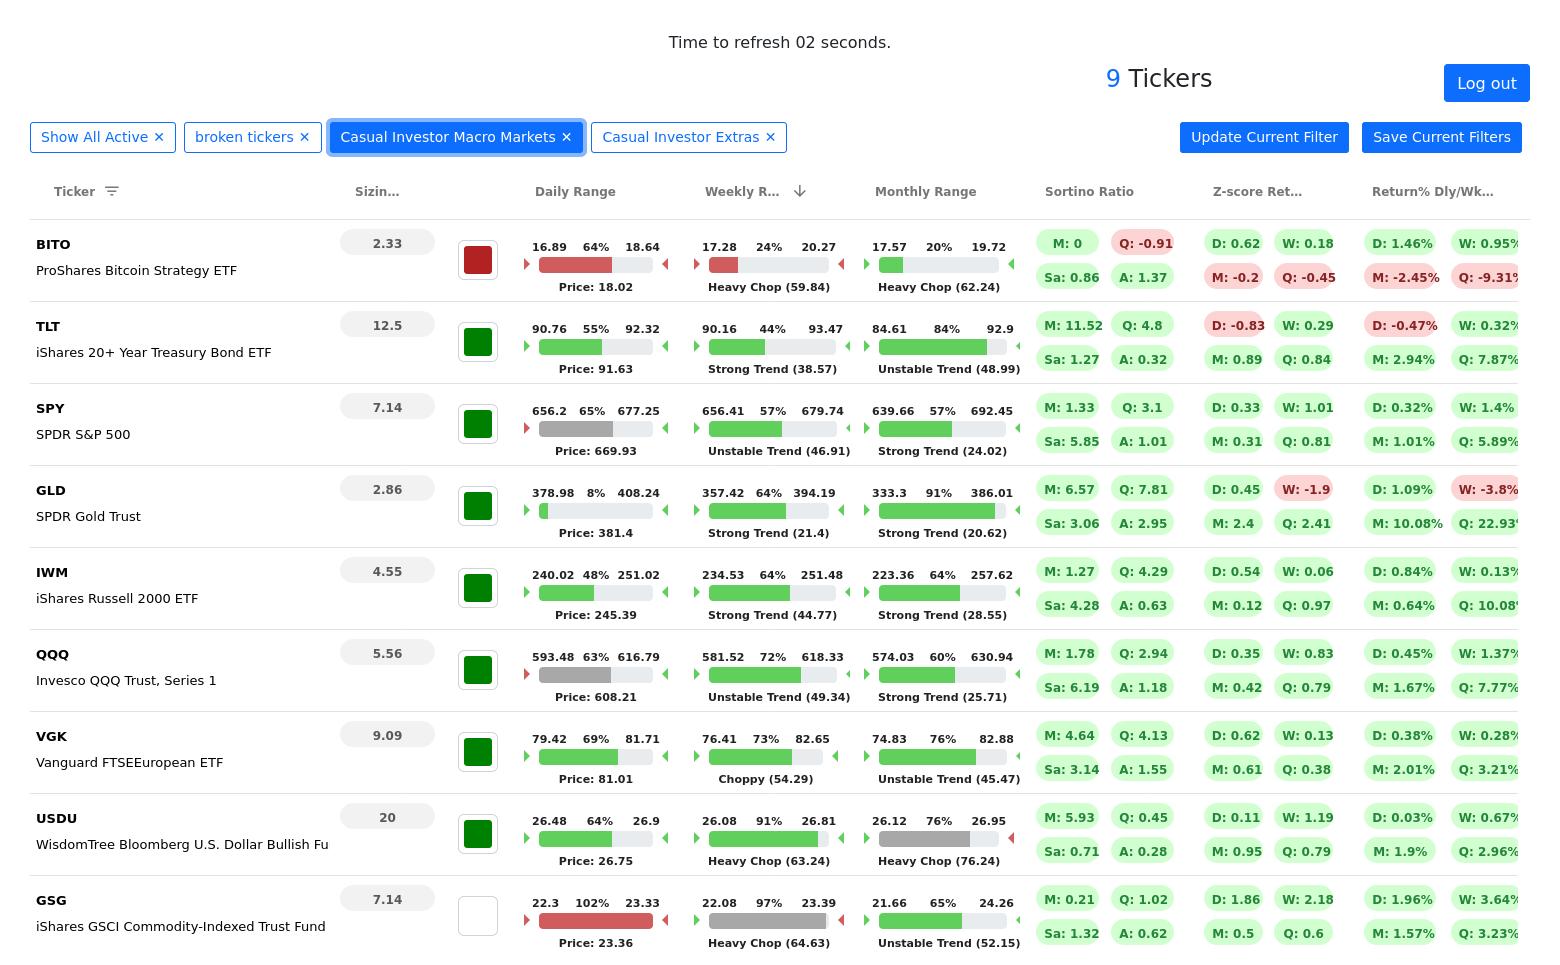 Time to refresh 02 seconds.
9 Tickers
Log out
Show All Active ✕ broken tickers ✕ Casual Investor Macro Markets ✕ Casual Investor Extras ✕ Update Current Filter Save Current Filters
Ticker Sizin... Daily Range Weekly R... Monthly Range Sortino Ratio Z-score Ret... Return% Dly/Wk...
BITO 2.33 16.89 64% 18.64 17.28 24% 20.27 17.57 20% 19.72 M: 0 Q: -0.91 D: 0.62 W: 0.18 D: 1.46% W: 0.95%
ProShares Bitcoin Strategy ETF Price: 18.02 Heavy Chop (59.84) Heavy Chop (62.24) Sa: 0.86 A: 1.37 M: -0.2 Q: -0.45 M: -2.45% Q: -9.31%
TLT 12.5 90.76 55% 92.32 90.16 44% 93.47 84.61 84% 92.9 M: 11.52 Q: 4.8 D: -0.83 W: 0.29 D: -0.47% W: 0.32%
iShares 20+ Year Treasury Bond ETF Price: 91.63 Strong Trend (38.57) Unstable Trend (48.99) Sa: 1.27 A: 0.32 M: 0.89 Q: 0.84 M: 2.94% Q: 7.87%
SPY 7.14 656.2 65% 677.25 656.41 57% 679.74 639.66 57% 692.45 M: 1.33 Q: 3.1 D: 0.33 W: 1.01 D: 0.32% W: 1.4%
SPDR S&P 500 Price: 669.93 Unstable Trend (46.91) Strong Trend (24.02) Sa: 5.85 A: 1.01 M: 0.31 Q: 0.81 M: 1.01% Q: 5.89%
GLD 2.86 378.98 8% 408.24 357.42 64% 394.19 333.3 91% 386.01 M: 6.57 Q: 7.81 D: 0.45 W: -1.9 D: 1.09% W: -3.8%
SPDR Gold Trust Price: 381.4 Strong Trend (21.4) Strong Trend (20.62) Sa: 3.06 A: 2.95 M: 2.4 Q: 2.41 M: 10.08% Q: 22.93%
IWM 4.55 240.02 48% 251.02 234.53 64% 251.48 223.36 64% 257.62 M: 1.27 Q: 4.29 D: 0.54 W: 0.06 D: 0.84% W: 0.13%
iShares Russell 2000 ETF Price: 245.39 Strong Trend (44.77) Strong Trend (28.55) Sa: 4.28 A: 0.63 M: 0.12 Q: 0.97 M: 0.64% Q: 10.08%
QQQ 5.56 593.48 63% 616.79 581.52 72% 618.33 574.03 60% 630.94 M: 1.78 Q: 2.94 D: 0.35 W: 0.83 D: 0.45% W: 1.37%
Invesco QQQ Trust, Series 1 Price: 608.21 Unstable Trend (49.34) Strong Trend (25.71) Sa: 6.19 A: 1.18 M: 0.42 Q: 0.79 M: 1.67% Q: 7.77%
VGK 9.09 79.42 69% 81.71 76.41 73% 82.65 74.83 76% 82.88 M: 4.64 Q: 4.13 D: 0.62 W: 0.13 D: 0.38% W: 0.28%
Vanguard FTSEEuropean ETF Price: 81.01 Choppy (54.29) Unstable Trend (45.47) Sa: 3.14 A: 1.55 M: 0.61 Q: 0.38 M: 2.01% Q: 3.21%
USDU 20 26.48 64% 26.9 26.08 91% 26.81 26.12 76% 26.95 M: 5.93 Q: 0.45 D: 0.11 W: 1.19 D: 0.03% W: 0.67%
WisdomTree Bloomberg U.S. Dollar Bullish Fu Price: 26.75 Heavy Chop (63.24) Heavy Chop (76.24) Sa: 0.71 A: 0.28 M: 0.95 Q: 0.79 M: 1.9% Q: 2.96%
GSG 7.14 22.3 102% 23.33 22.08 97% 23.39 21.66 65% 24.26 M: 0.21 Q: 1.02 D: 1.86 W: 2.18 D: 1.96% W: 3.64%
iShares GSCI Commodity-Indexed Trust Fund Price: 23.36 Heavy Chop (64.63) Unstable Trend (52.15) Sa: 1.32 A: 0.62 M: 0.5 Q: 0.6 M: 1.57% Q: 3.23%